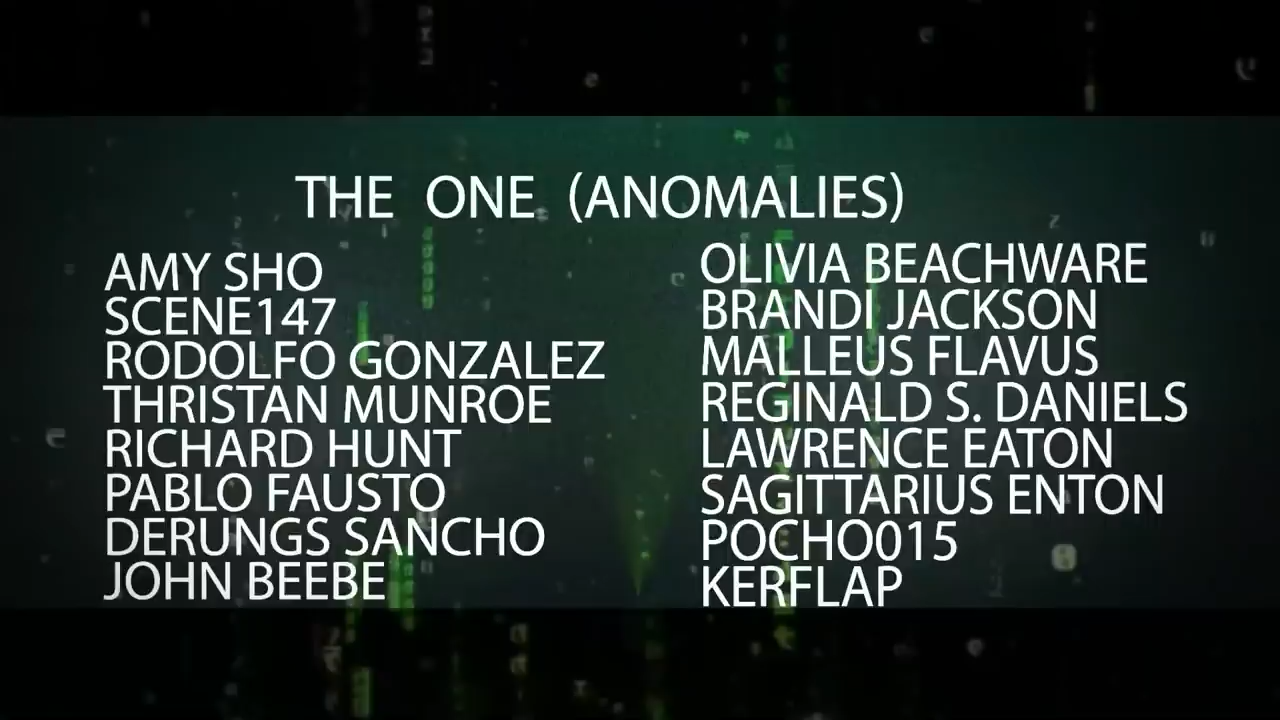 THE ONE (ANOMALIES)
AMY SHO
SCENE147
RODOLFO GONZALEZ
THRISTAN MUNROE
RICHARD HUNT
PABLO FAUSTO
DERUNGS SANCHO
JOHN BEEBE
OLIVIA BEACHWARE
BRANDI JACKSON
MALLEUS FLAVUS
REGINALD S. DANIELS
LAWRENCE EATON
SAGITTARIUS ENTON
POCHO015
KERFLAP